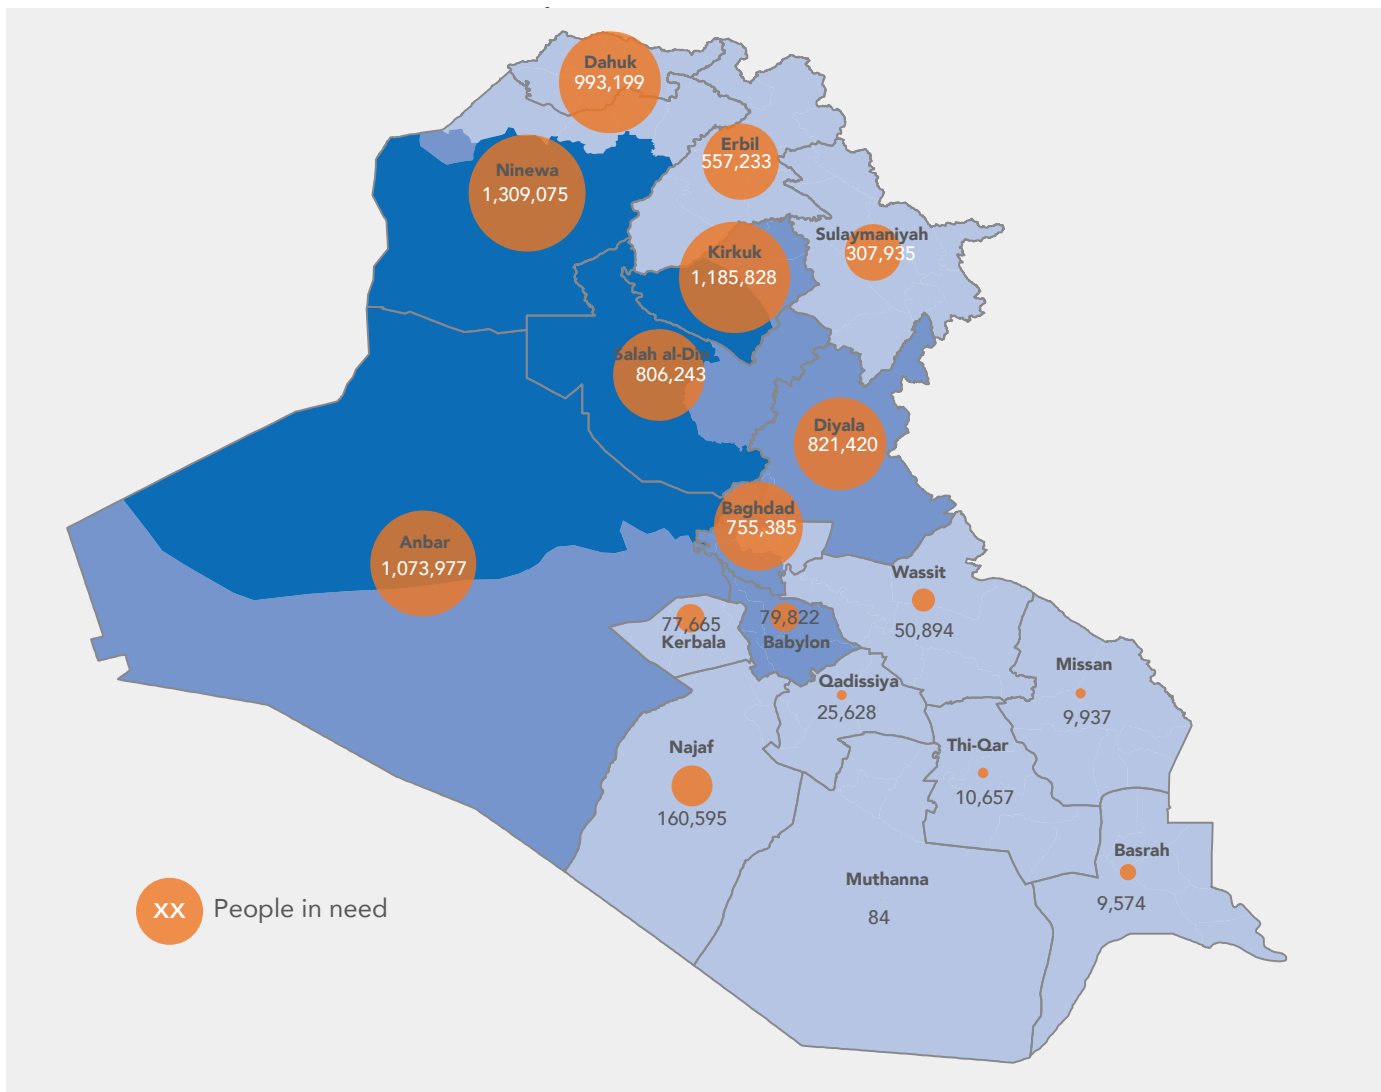 Dahuk
993,199
Erbil
557,233
Ninewa
1,309,075
Sulaymaniyah
307,935
Kirkuk
1,185,828
Salah al-Din
806,243
Diyala
821,420
Baghdad
755,385
Anbar
1,073,977
Wassit
50,894
77,665
Kerbala
79,822
Babylon
Missan
9,937
Qadissiya
25,628
Najaf
160,595
Thi-Qar
10,657
Basrah
9,574
Muthanna
84
XX People in need